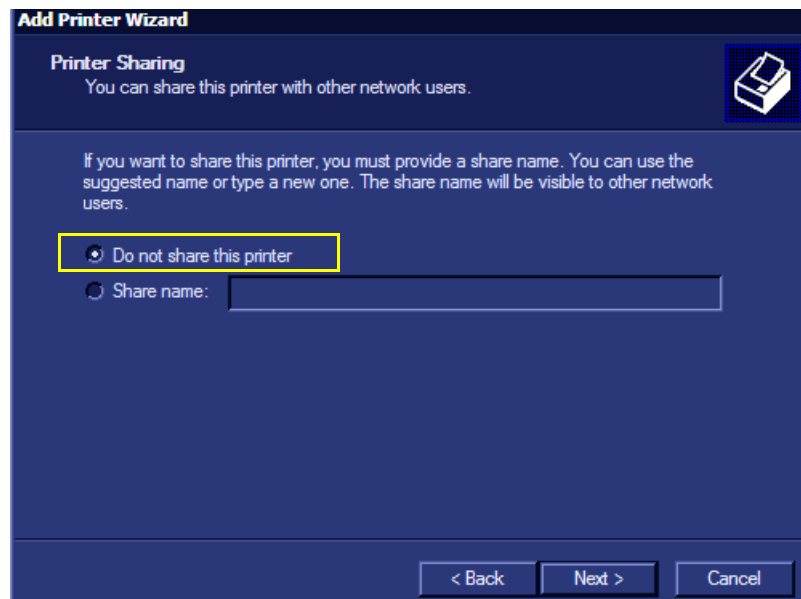 Add Printer Wizard
Printer Sharing
You can share this printer with other network users.
If you want to share this printer, you must provide a share name. You can use the
suggested name or type a new one. The share name will be visible to other network
users.
Do not share this printer
Share name:
< Back Next > Cancel